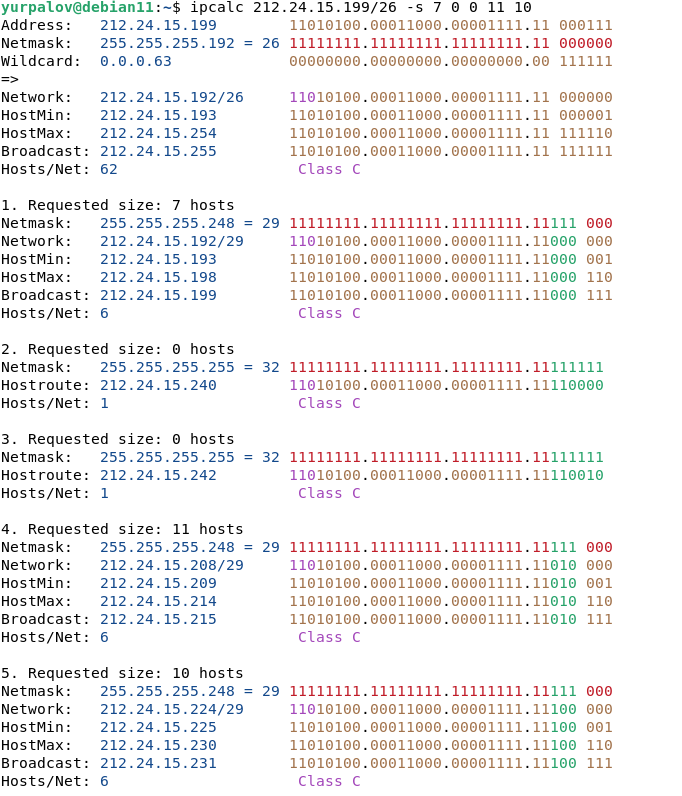 yurpalov@debian11:~$ ipcalc 212.24.15.199/26 -s 7 0 0 11 10
Address:   212.24.15.199        11010100.00011000.00001111.11 000111
Netmask:   255.255.255.192 = 26 11111111.11111111.11111111.11 000000
Wildcard:  0.0.0.63             00000000.00000000.00000000.00 111111
=>
Network:   212.24.15.192/26     11010100.00011000.00001111.11 000000
HostMin:   212.24.15.193        11010100.00011000.00001111.11 000001
HostMax:   212.24.15.254        11010100.00011000.00001111.11 111110
Broadcast: 212.24.15.255        11010100.00011000.00001111.11 111111
Hosts/Net: 62                    Class C

1. Requested size: 7 hosts
Netmask:   255.255.255.248 = 29 11111111.11111111.11111111.11111 000
Network:   212.24.15.192/29     11010100.00011000.00001111.11000 000
HostMin:   212.24.15.193        11010100.00011000.00001111.11000 001
HostMax:   212.24.15.198        11010100.00011000.00001111.11000 110
Broadcast: 212.24.15.199        11010100.00011000.00001111.11000 111
Hosts/Net: 6                     Class C

2. Requested size: 0 hosts
Netmask:   255.255.255.255 = 32 11111111.11111111.11111111.11111111
Hostroute: 212.24.15.240        11010100.00011000.00001111.11110000
Hosts/Net: 1                     Class C

3. Requested size: 0 hosts
Netmask:   255.255.255.255 = 32 11111111.11111111.11111111.11111111
Hostroute: 212.24.15.242        11010100.00011000.00001111.11110010
Hosts/Net: 1                     Class C

4. Requested size: 11 hosts
Netmask:   255.255.255.248 = 29 11111111.11111111.11111111.11111 000
Network:   212.24.15.208/29     11010100.00011000.00001111.11010 000
HostMin:   212.24.15.209        11010100.00011000.00001111.11010 001
HostMax:   212.24.15.214        11010100.00011000.00001111.11010 110
Broadcast: 212.24.15.215        11010100.00011000.00001111.11010 111
Hosts/Net: 6                     Class C

5. Requested size: 10 hosts
Netmask:   255.255.255.248 = 29 11111111.11111111.11111111.11111 000
Network:   212.24.15.224/29     11010100.00011000.00001111.11100 000
HostMin:   212.24.15.225        11010100.00011000.00001111.11100 001
HostMax:   212.24.15.230        11010100.00011000.00001111.11100 110
Broadcast: 212.24.15.231        11010100.00011000.00001111.11100 111
Hosts/Net: 6                     Class C